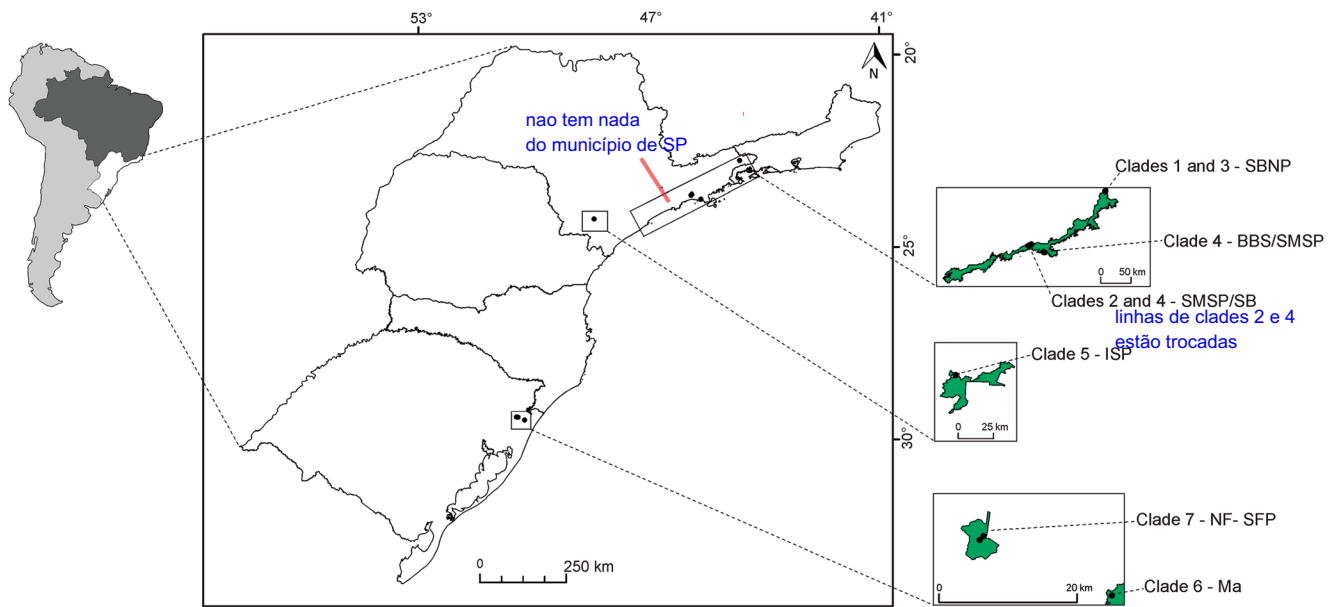 53°
47°
41°
20°
N
nao tem nada
do município de SP
Clades 1 and 3 - SBNP
Clade 4 - BBS/SMSP
25°
0 50 km
Clades 2 and 4 - SMSP/SB
linhas de clades 2 e 4
estão trocadas
Clade 5 - ISP
0 25 km
30°
Clade 7 - NF- SFP
0 250 km
0 20 km
Clade 6 - Ma